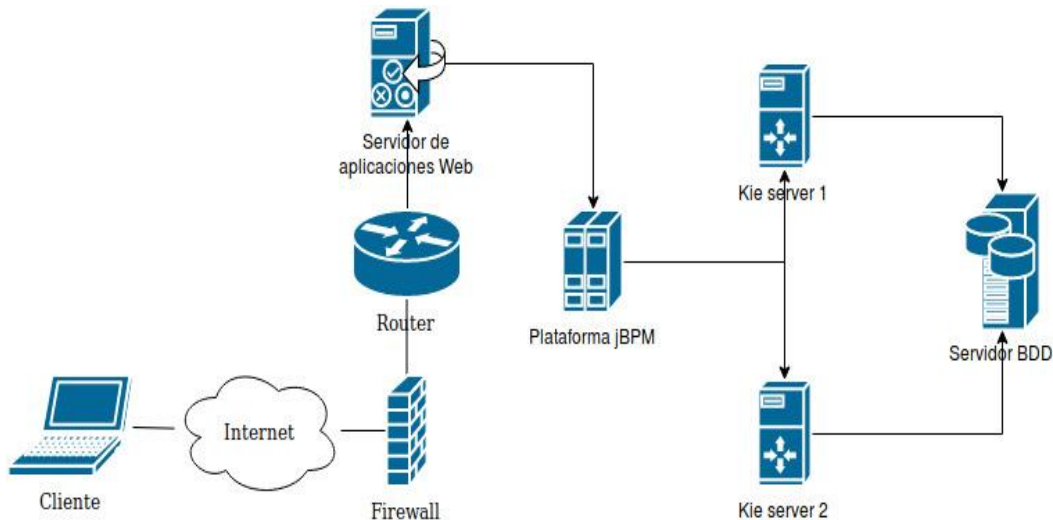 Servidor de
aplicaciones Web
Kie server 1
Router
Plataforma jBPM
Servidor BDD
Internet
Cliente
Firewall
Kie server 2